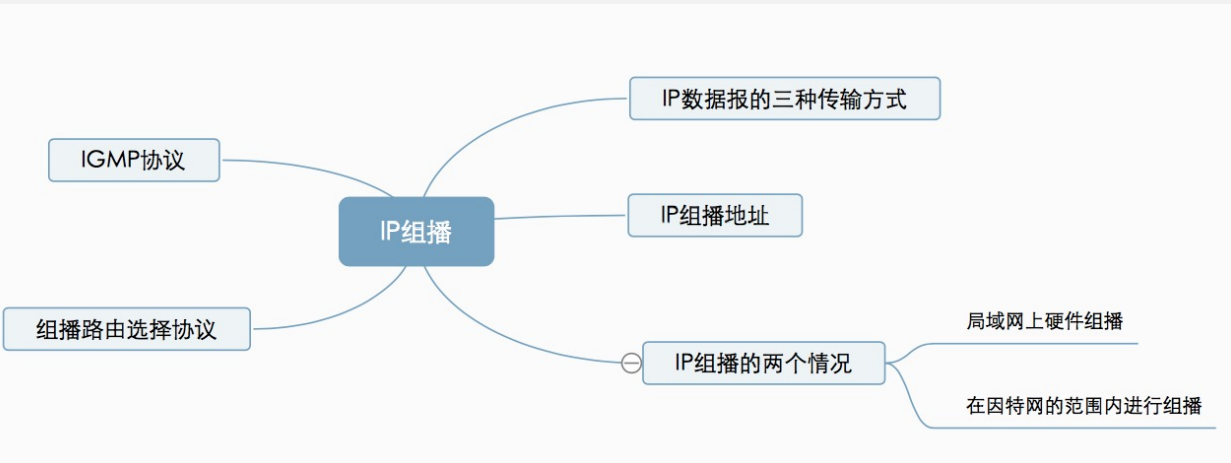 IP组播
IP数据报的三种传输方式
IP组播地址
IP组播的两个情况
局域网上硬件组播
在因特网的范围内进行组播
IGMP协议
组播路由选择协议